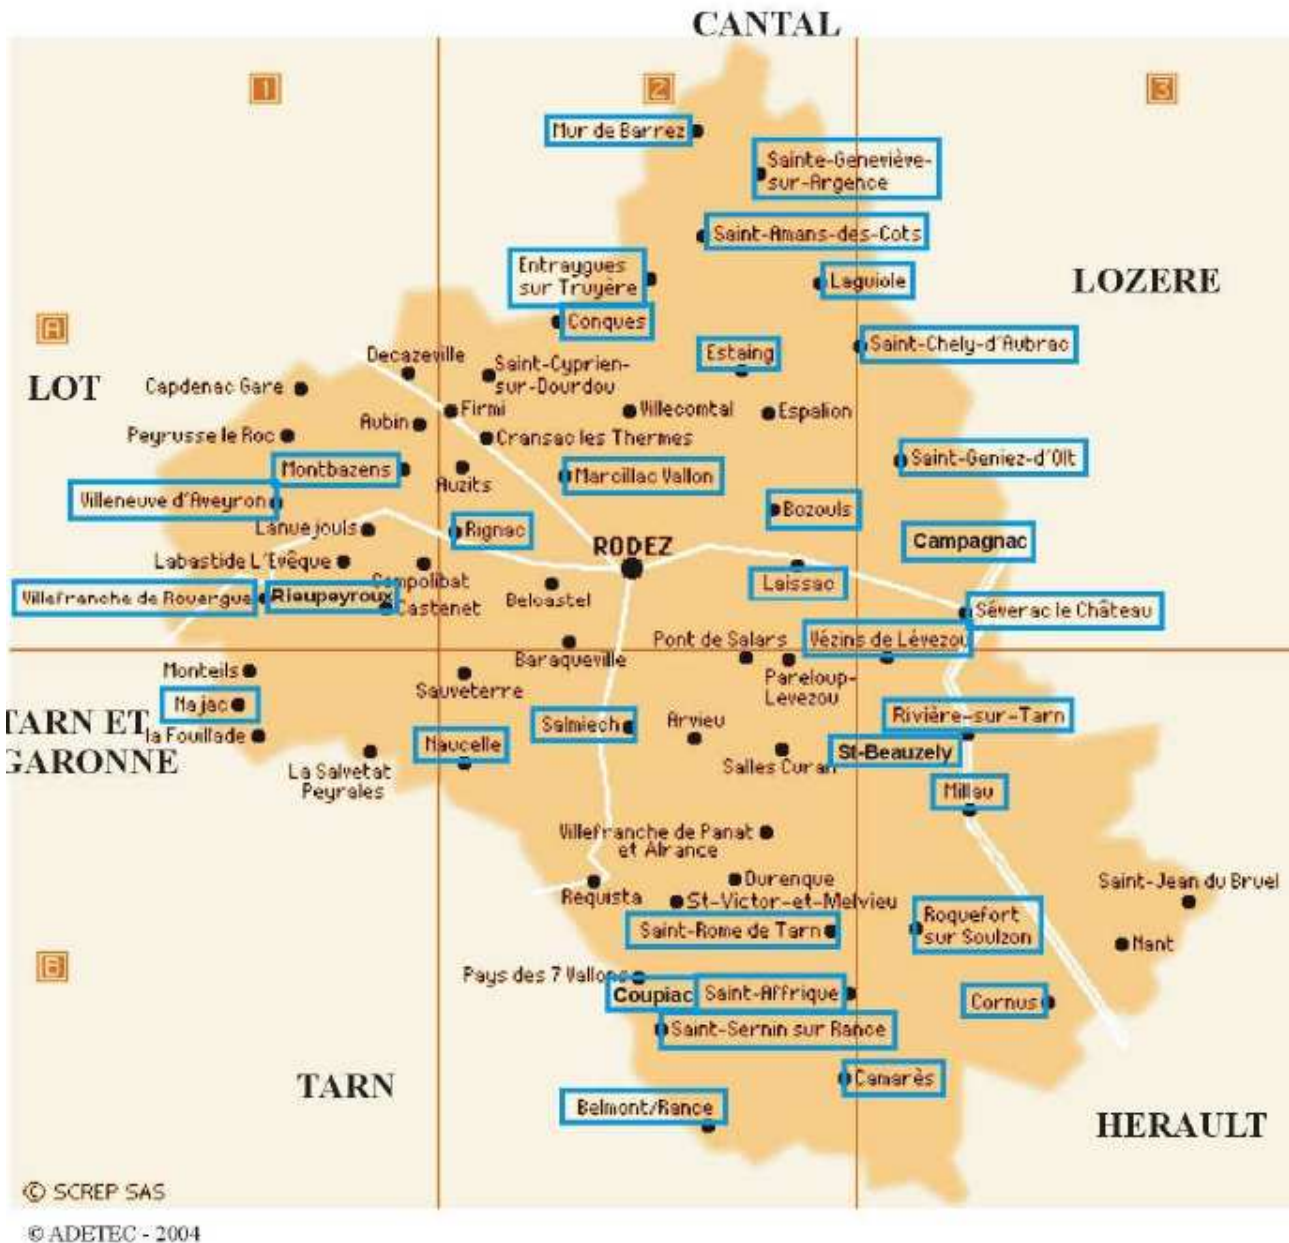 CANTAL
1
2
3
Mur de Barrez
Sainte-Geneviève-
sur-Argence
Saint-Amans-des-Cots
Entraygues
sur Truyère
Laguiole
LOZERE
Conques
A
Estaing
Saint-Chely-d'Aubrac
Decazeville
Saint-Cyprien-
sur-Dourdou
LOT
Capdenac Gare
Firmi
Villecomtal
Espalion
Aubin
Peyrusse le Roc
Cransac les Thermes
Montbazens
Auzits
Marcillac Vallon
Saint-Geniez-d'Olt
Villeneuve d'Aveyron
Bozouls
Lanuejouls
Rignac
RODEZ
Campagnac
Labastide L'Evêque
Compolibat
Laissac
Villefranche de Rouergue
Rieupeyroux
Castenet
Belcastel
Séverac le Château
Pont de Salars
Vézins de Lévezou
Baraqueville
Monteils
Sauveterre
Pareloup-
Levezou
Najac
Salmiech
Arvieu
Rivière-sur-Tarn
TARN ET
GARONNE
la Fouillade
Naucelle
Salles Curan
St-Beauzely
La Salvetat
Peyrales
Millau
Villefranche de Panat
et Alrance
Requista
Durenque
Saint-Jean du Bruel
St-Victor-et-Melvieu
Saint-Rome de Tarn
Roquefort
sur Soulzon
Nant
B
Pays des 7 Vallons
Coupiac
Saint-Affrique
Cornus
Saint-Sernin sur Rance
TARN
Camarès
Belmont/Rance
HERAULT
© SCREP SAS
© ADETEC - 2004